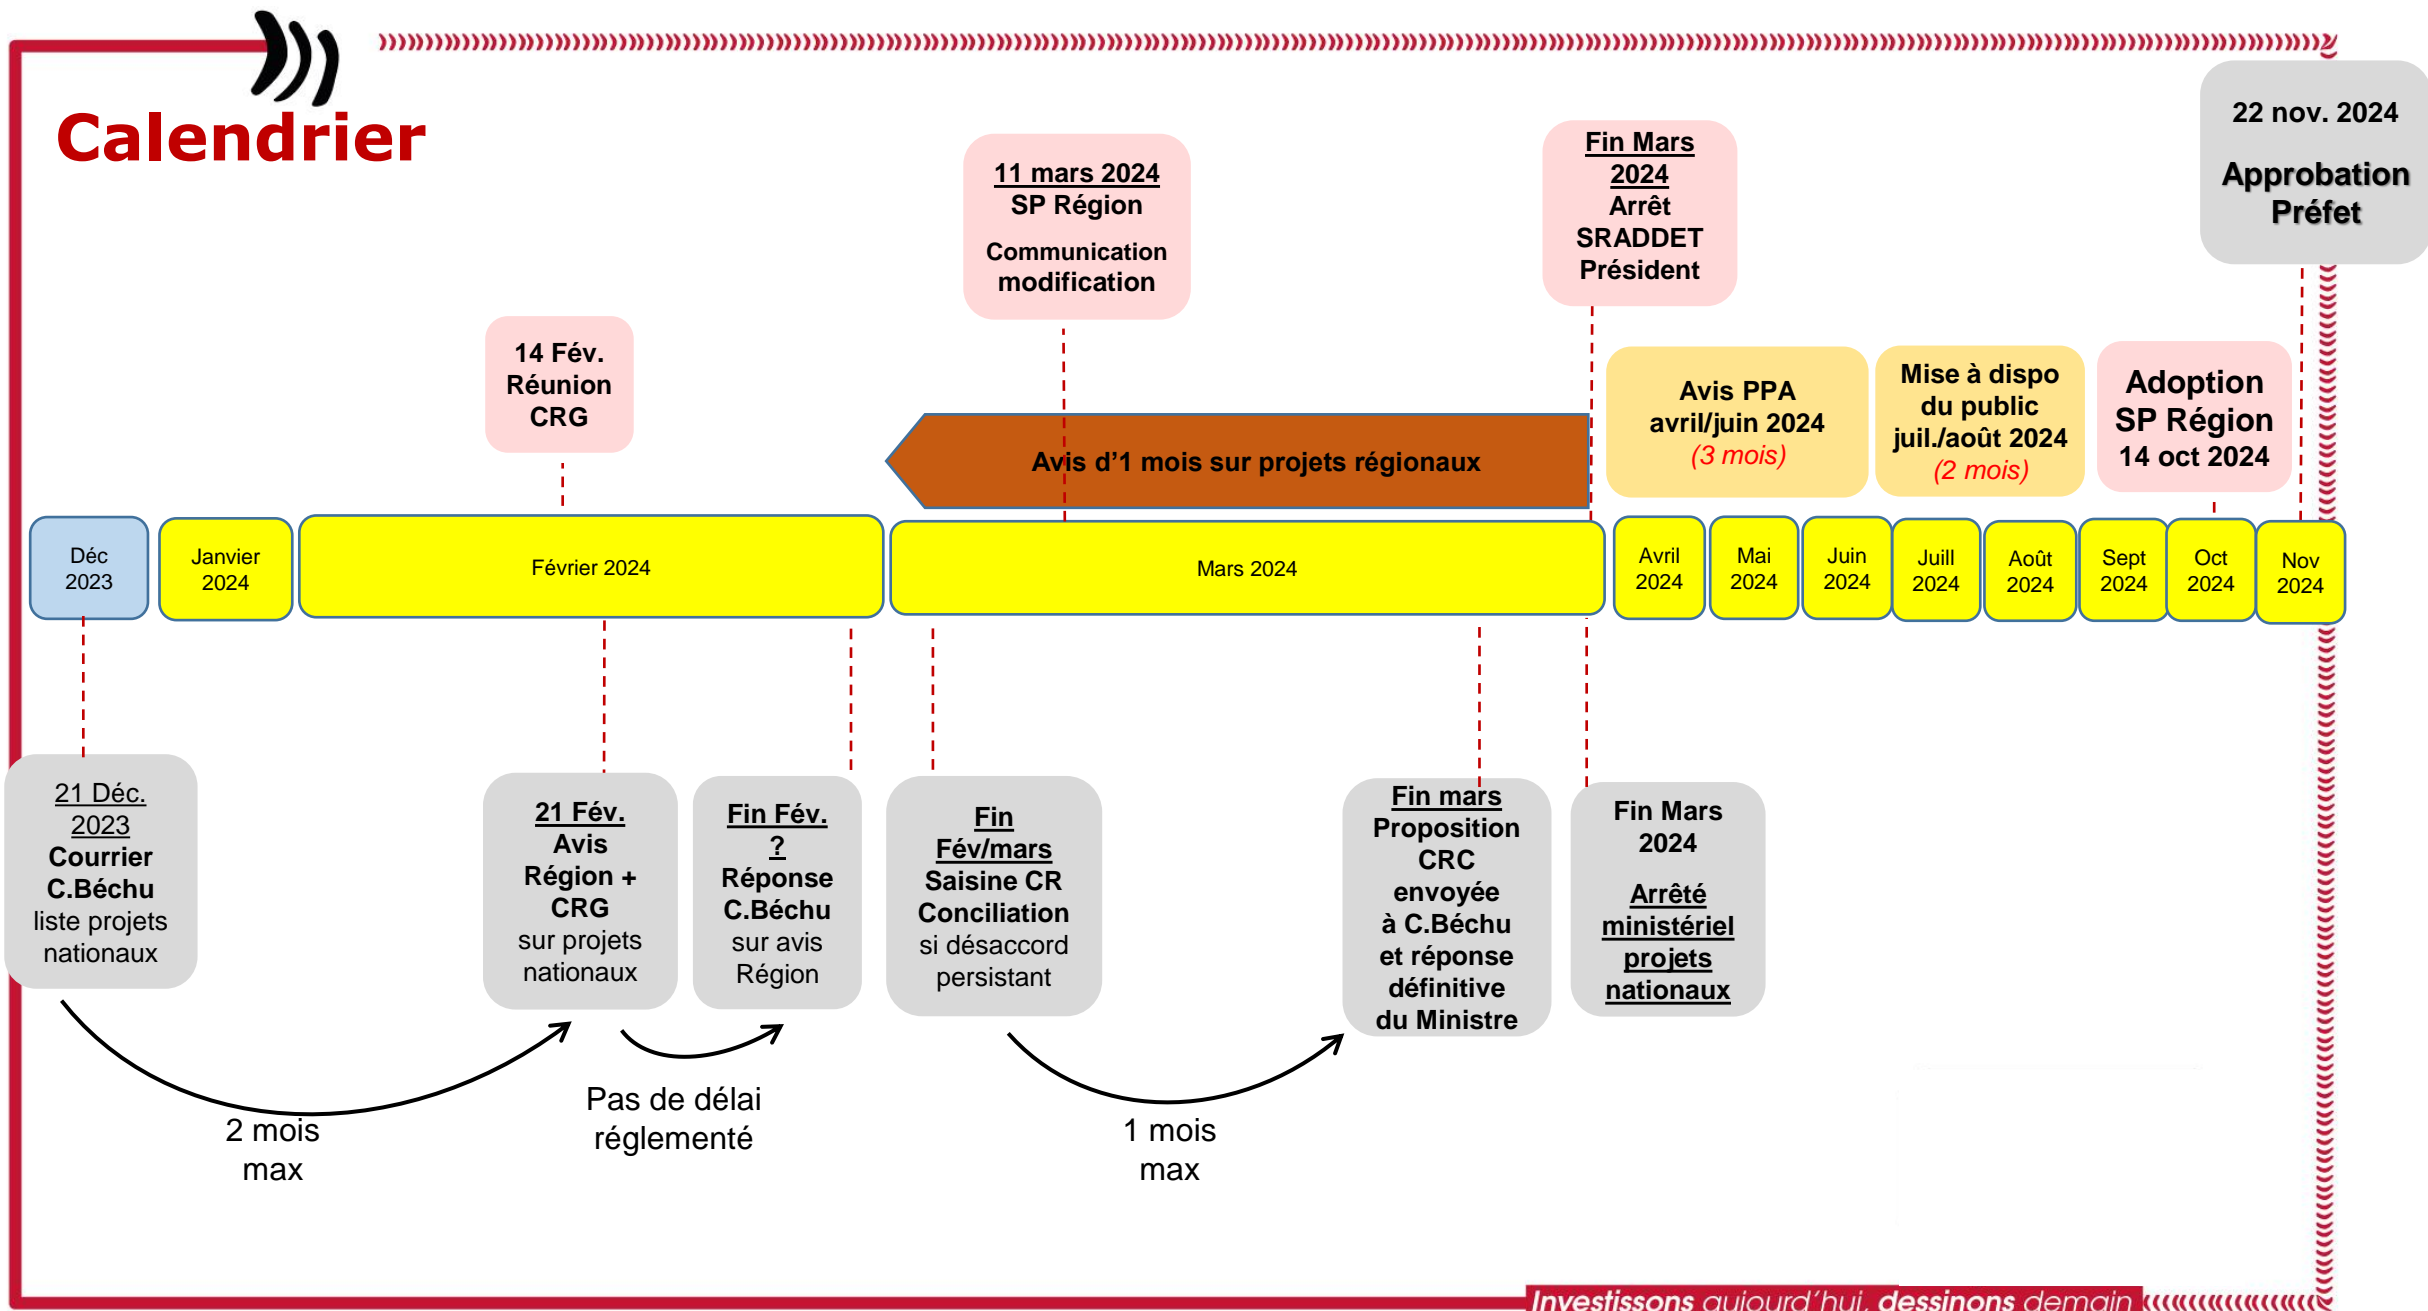 Calendrier
22 nov. 2024
Approbation
Préfet
11 mars 2024
SP Région
Communication
modification
Fin Mars
2024
Arrêt
SRADDET
Président
14 Fév.
Réunion
CRG
Avis d’1 mois sur projets régionaux
Avis PPA
avril/juin 2024
(3 mois)
Mise à dispo
du public
juil./août 2024
(2 mois)
Adoption
SP Région
14 oct 2024
Déc
2023
Janvier
2024
Février 2024
Mars 2024
Avril
2024
Mai
2024
Juin
2024
Juill
2024
Août
2024
Sept
2024
Oct
2024
Nov
2024
21 Déc.
2023
Courrier
C.Béchu
liste projets
nationaux
21 Fév.
Avis
Région +
CRG
sur projets
nationaux
Fin Fév.
?
Réponse
C.Béchu
sur avis
Région
Fin
Fév/mars
Saisine CR
Conciliation
si désaccord
persistant
Fin mars
Proposition
CRC
envoyée
à C.Béchu
et réponse
définitive
du Ministre
Fin Mars
2024
Arrêté
ministériel
projets
nationaux
2 mois
max
Pas de délai
réglementé
1 mois
max
Investissons aujourd’hui, dessinons demain